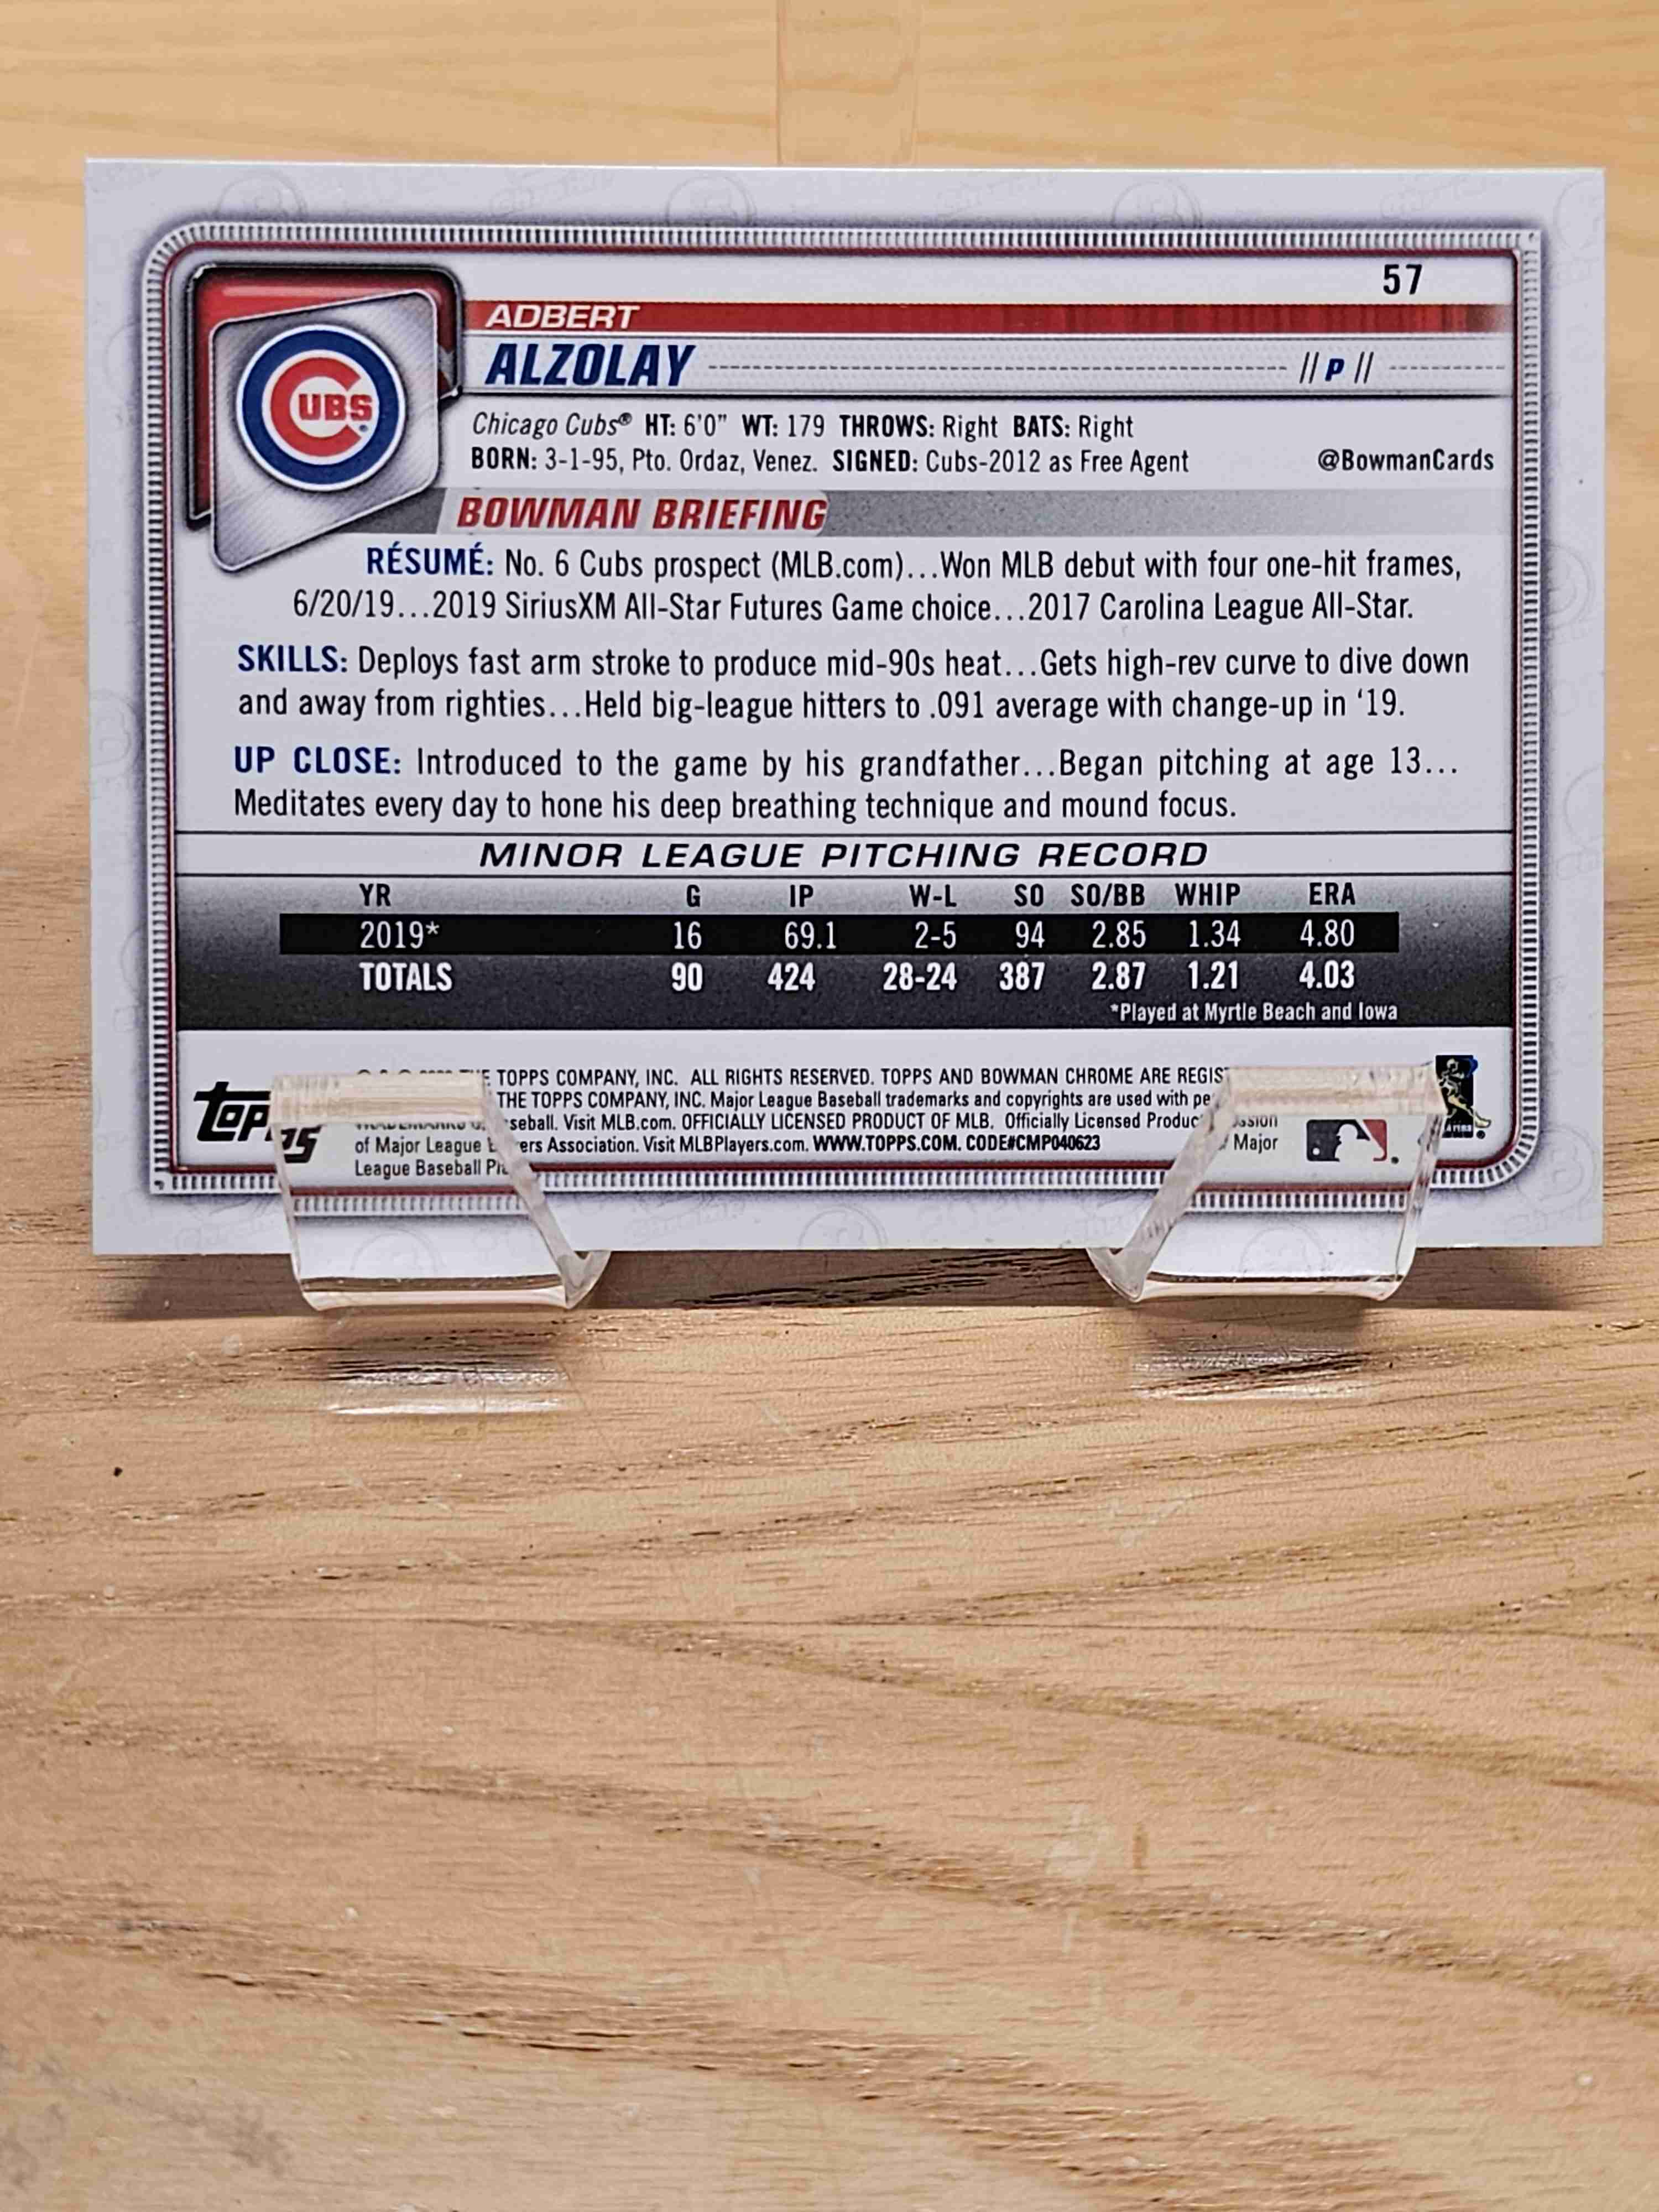 57
ADBERT
ALZOLAY // P //
CUBS
Chicago Cubs® HT: 6'0" WT: 179 THROWS: Right BATS: Right
BORN: 3-1-95, Pto. Ordaz, Venez. SIGNED: Cubs-2012 as Free Agent @BowmanCards
BOWMAN BRIEFING
RÉSUMÉ: No. 6 Cubs prospect (MLB.com)...Won MLB debut with four one-hit frames,
6/20/19...2019 SiriusXM All-Star Futures Game choice...2017 Carolina League All-Star.
SKILLS: Deploys fast arm stroke to produce mid-90s heat...Gets high-rev curve to dive down
and away from righties...Held big-league hitters to .091 average with change-up in '19.
UP CLOSE: Introduced to the game by his grandfather...Began pitching at age 13...
Meditates every day to hone his deep breathing technique and mound focus.
MINOR LEAGUE PITCHING RECORD
YR G IP W-L SO SO/BB WHIP ERA
2019* 16 69.1 2-5 94 2.85 1.34 4.80
TOTALS 90 424 28-24 387 2.87 1.21 4.03
*Played at Myrtle Beach and Iowa
Topps
TOPPS COMPANY, INC. ALL RIGHTS RESERVED. TOPPS AND BOWMAN CHROME ARE
THE TOPPS COMPANY, INC. Major League Baseball trademarks and copyrights are used with
Visit MLB.com. OFFICIALLY LICENSED PRODUCT OF MLB. Officially Licensed
of Major League Association. Visit MLBPlayers.com. WWW.TOPPS.COM. CODE#CMP040623 Major
League Baseball